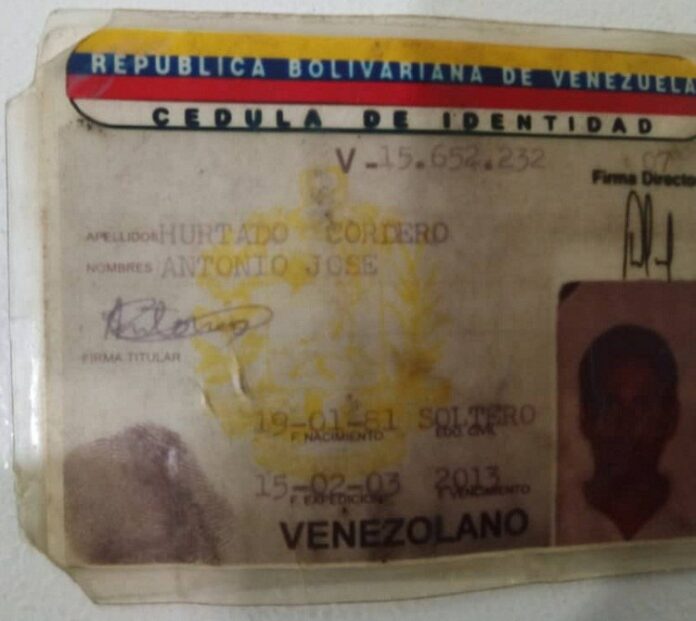 REPUBLICA BOLIVARIANA DE VENEZUELA
CEDULA DE IDENTIDAD
V -15.652.232
07
Firma Director
APELLIDOS HURTADO CORDERO
NOMBRES ANTONIO JOSE
Antonio
FIRMA TITULAR
19-01-81 SOLTERO
F. NACIMIENTO EDO. CIVIL
15-02-03 2013
F. EXPEDICION F. VENCIMIENTO
VENEZOLANO